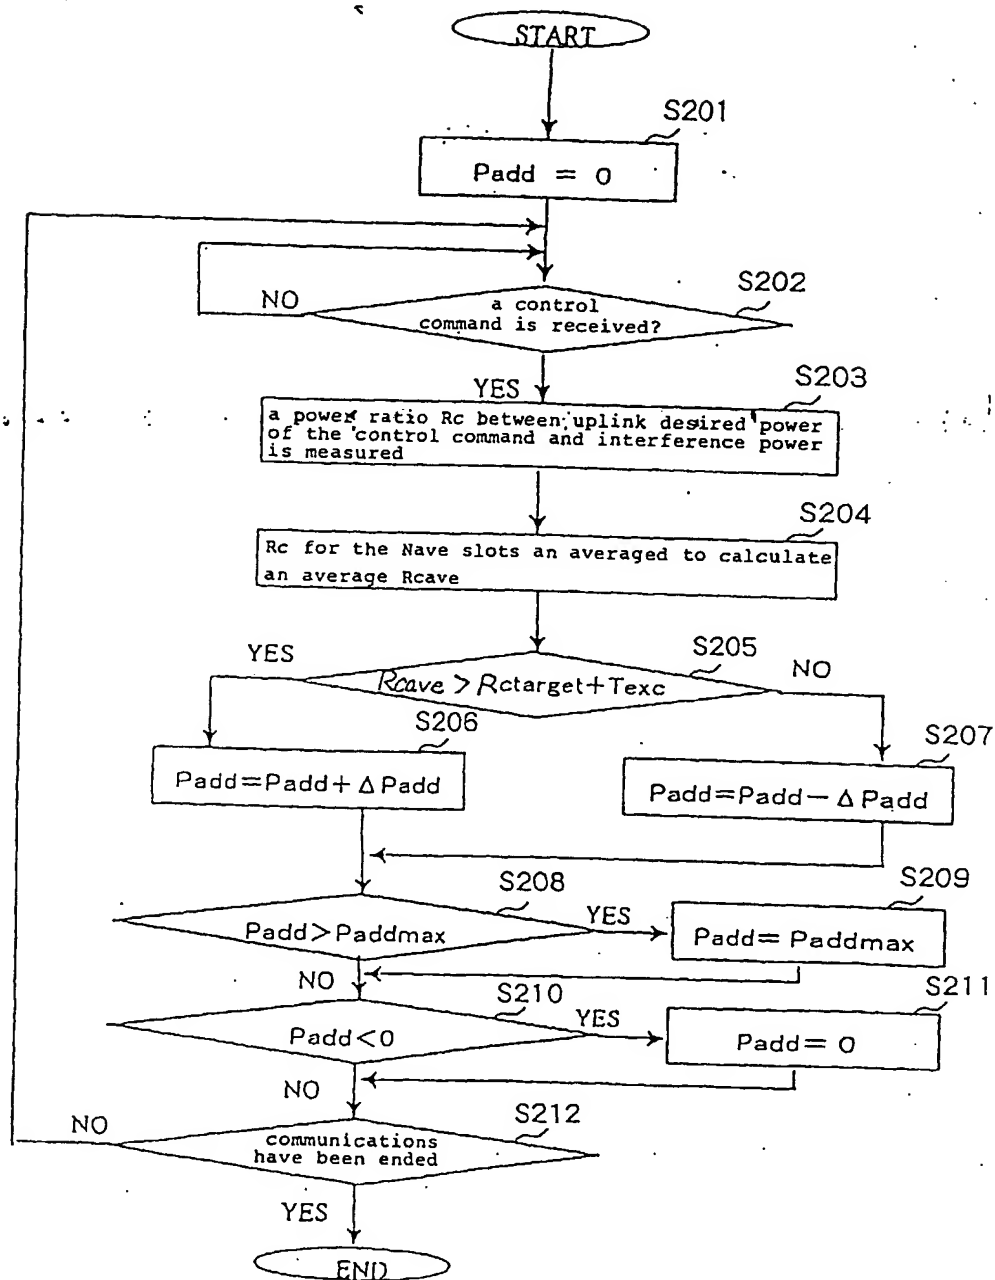 START
S201
Padd = 0
S202
NO
a control
command is received?
YES
S203
a power ratio Rc between uplink desired power
of the control command and interference power
is measured
S204
Rc for the Nave slots an averaged to calculate
an average Rcave
S205
YES
NO
Rcave > Rctarget+Texc
S206
S207
Padd=Padd+ Δ Padd
Padd=Padd− Δ Padd
S208
S209
YES
Padd>Paddmax
Padd= Paddmax
NO
S210
S211
YES
Padd<0
Padd= 0
NO
S212
NO
communications
have been ended
YES
END